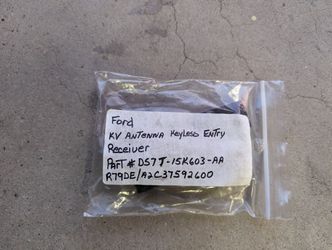 Ford
KV ANTENNA KEYLESS ENTRY
Receiver
PART # DS7T-15K603-AA
R79DE/A2C37592600